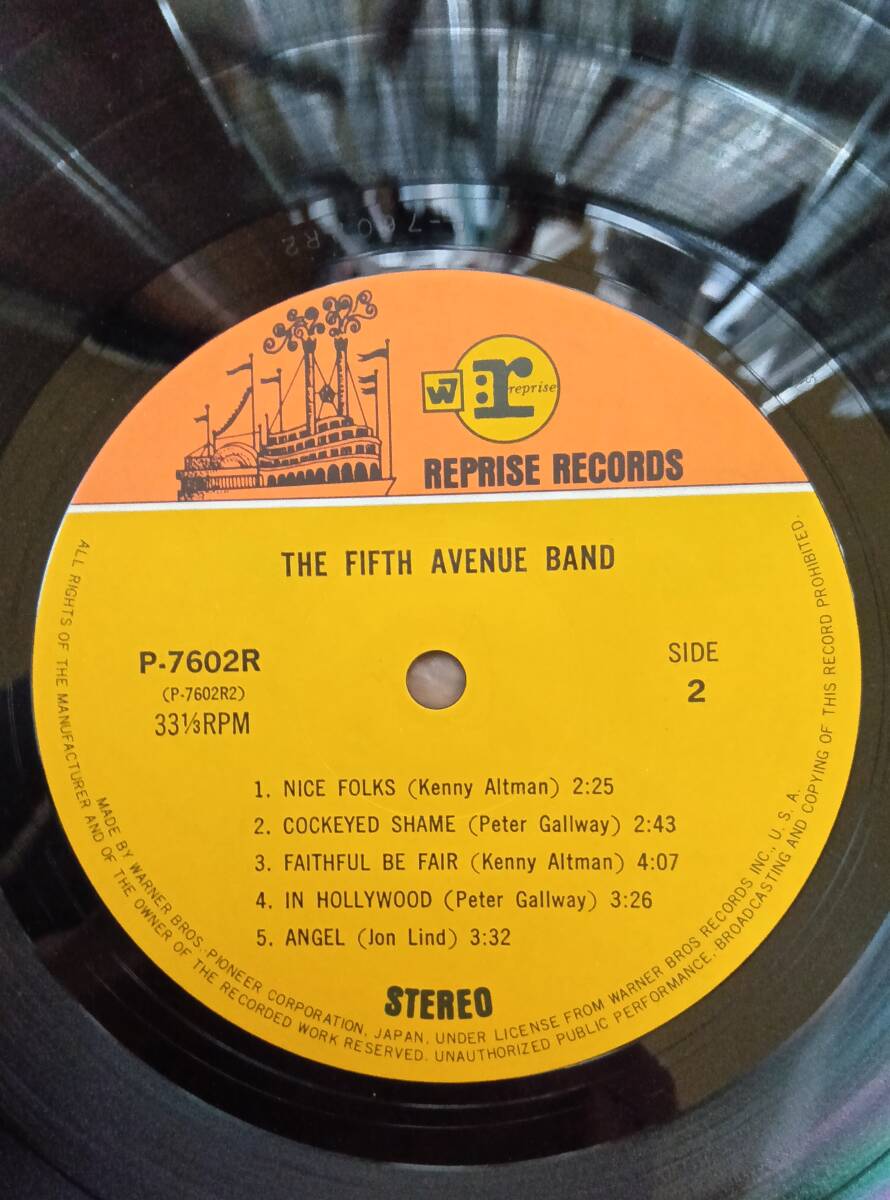 P-7602R2
W7
r: reprise
REPRISE RECORDS
THE FIFTH AVENUE BAND
P-7602R
(P-7602R2)
33⅓RPM
SIDE
2
1. NICE FOLKS (Kenny Altman) 2:25
2. COCKEYED SHAME (Peter Gallway) 2:43
3. FAITHFUL BE FAIR (Kenny Altman) 4:07
4. IN HOLLYWOOD (Peter Gallway) 3:26
5. ANGEL (Jon Lind) 3:32
STEREO
MADE BY WARNER BROS.-PIONEER CORPORATION, JAPAN, UNDER LICENSE FROM WARNER BROS RECORDS INC., U. S. A.
ALL RIGHTS OF THE MANUFACTURER AND OF THE OWNER OF THE RECORDED WORK RESERVED. UNAUTHORIZED PUBLIC PERFORMANCE, BROADCASTING AND COPYING OF THIS RECORD PROHIBITED.